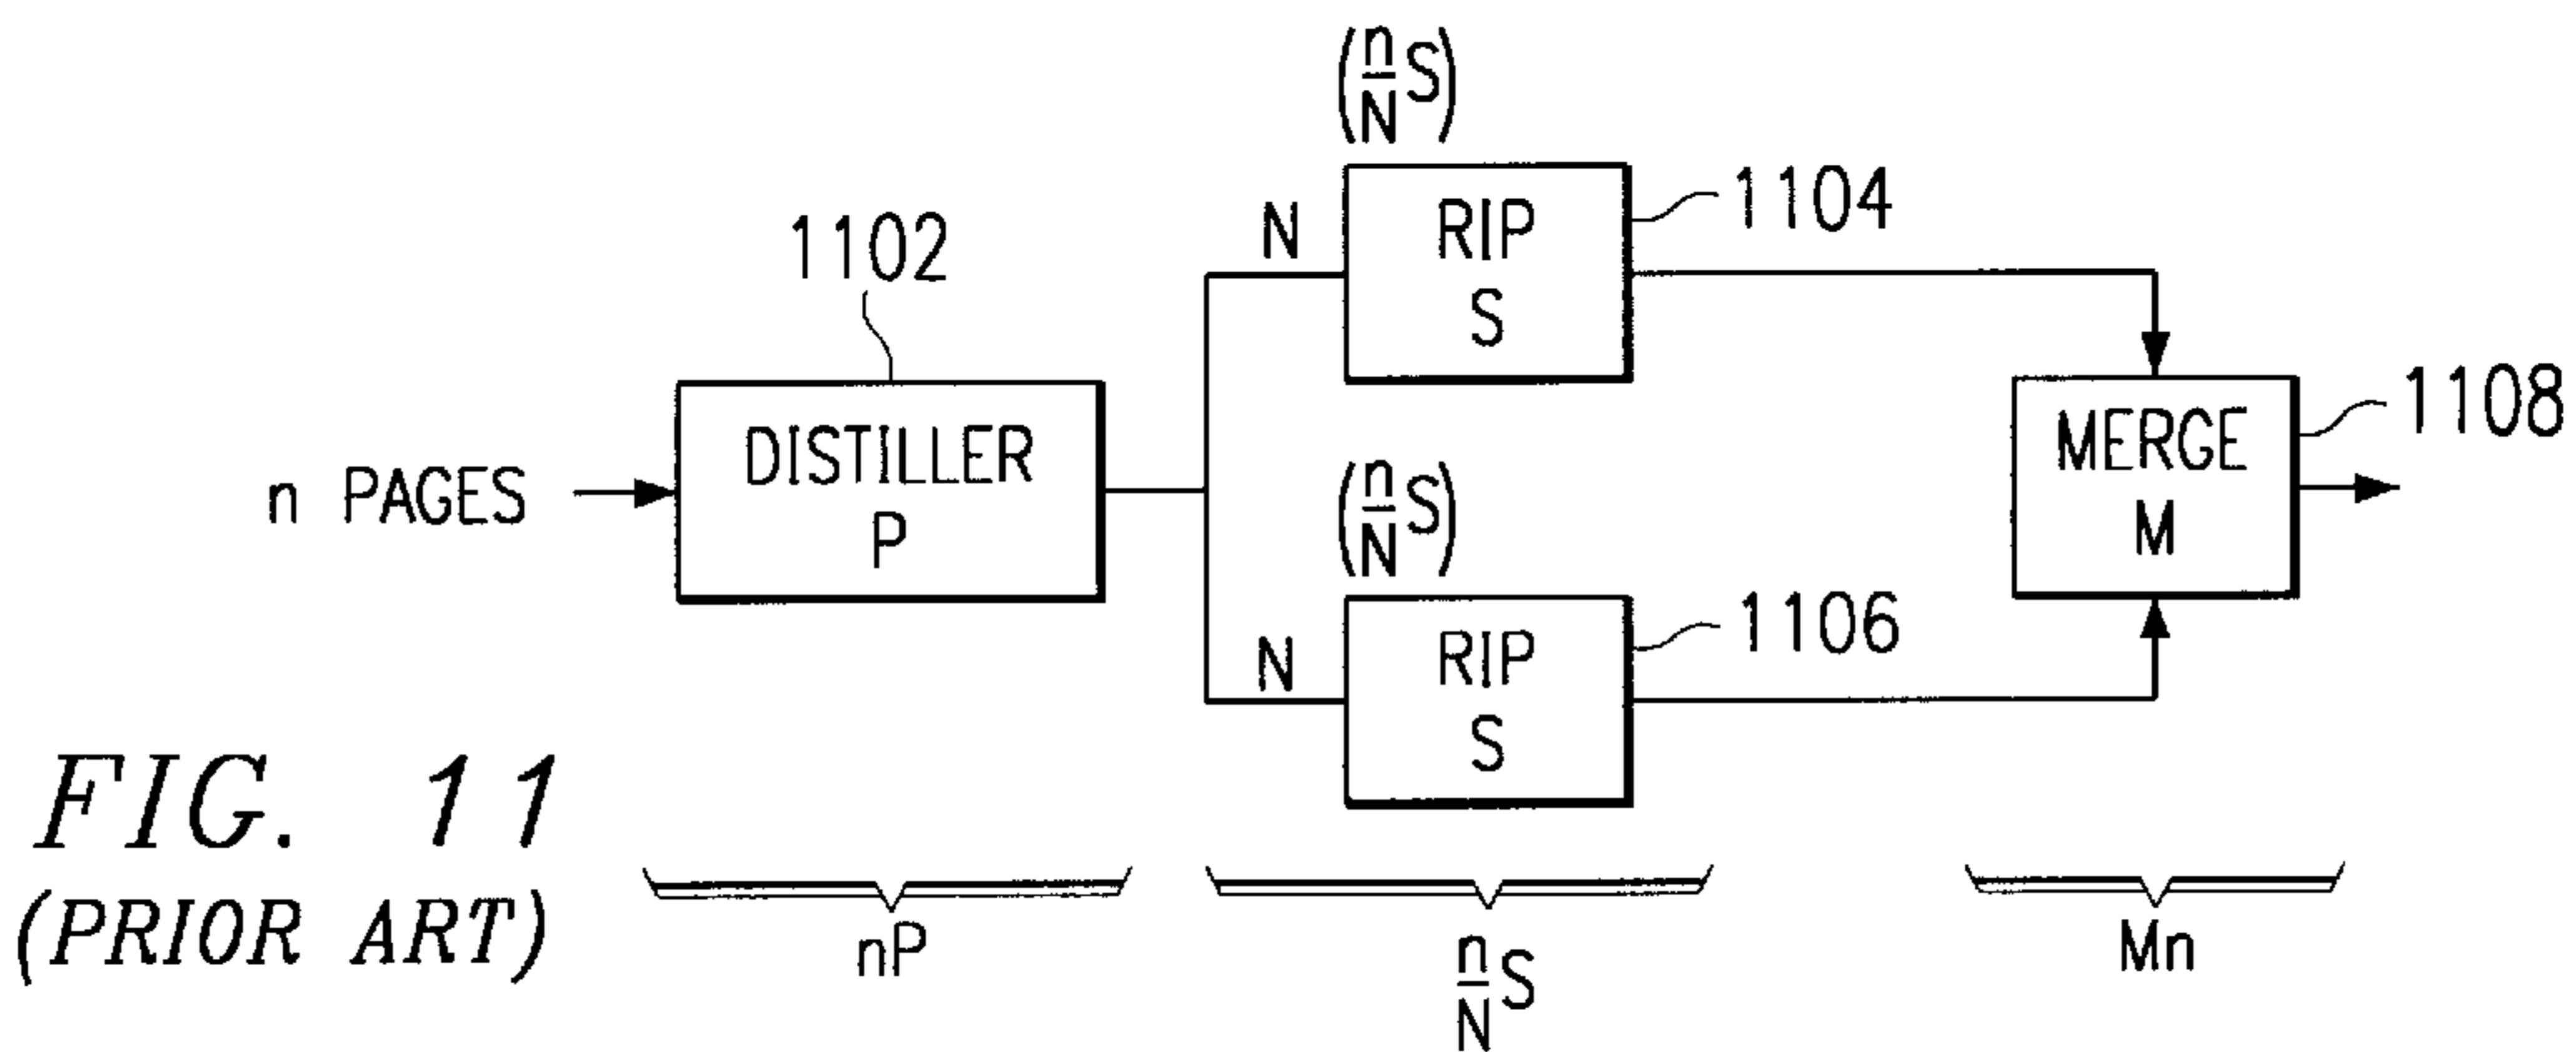 (n/N S)
1104
N
RIP
S
1102
n PAGES
DISTILLER
P
MERGE
M
1108
(n/N S)
1106
N
RIP
S
nP
n/N S
Mn
FIG. 11
(PRIOR ART)